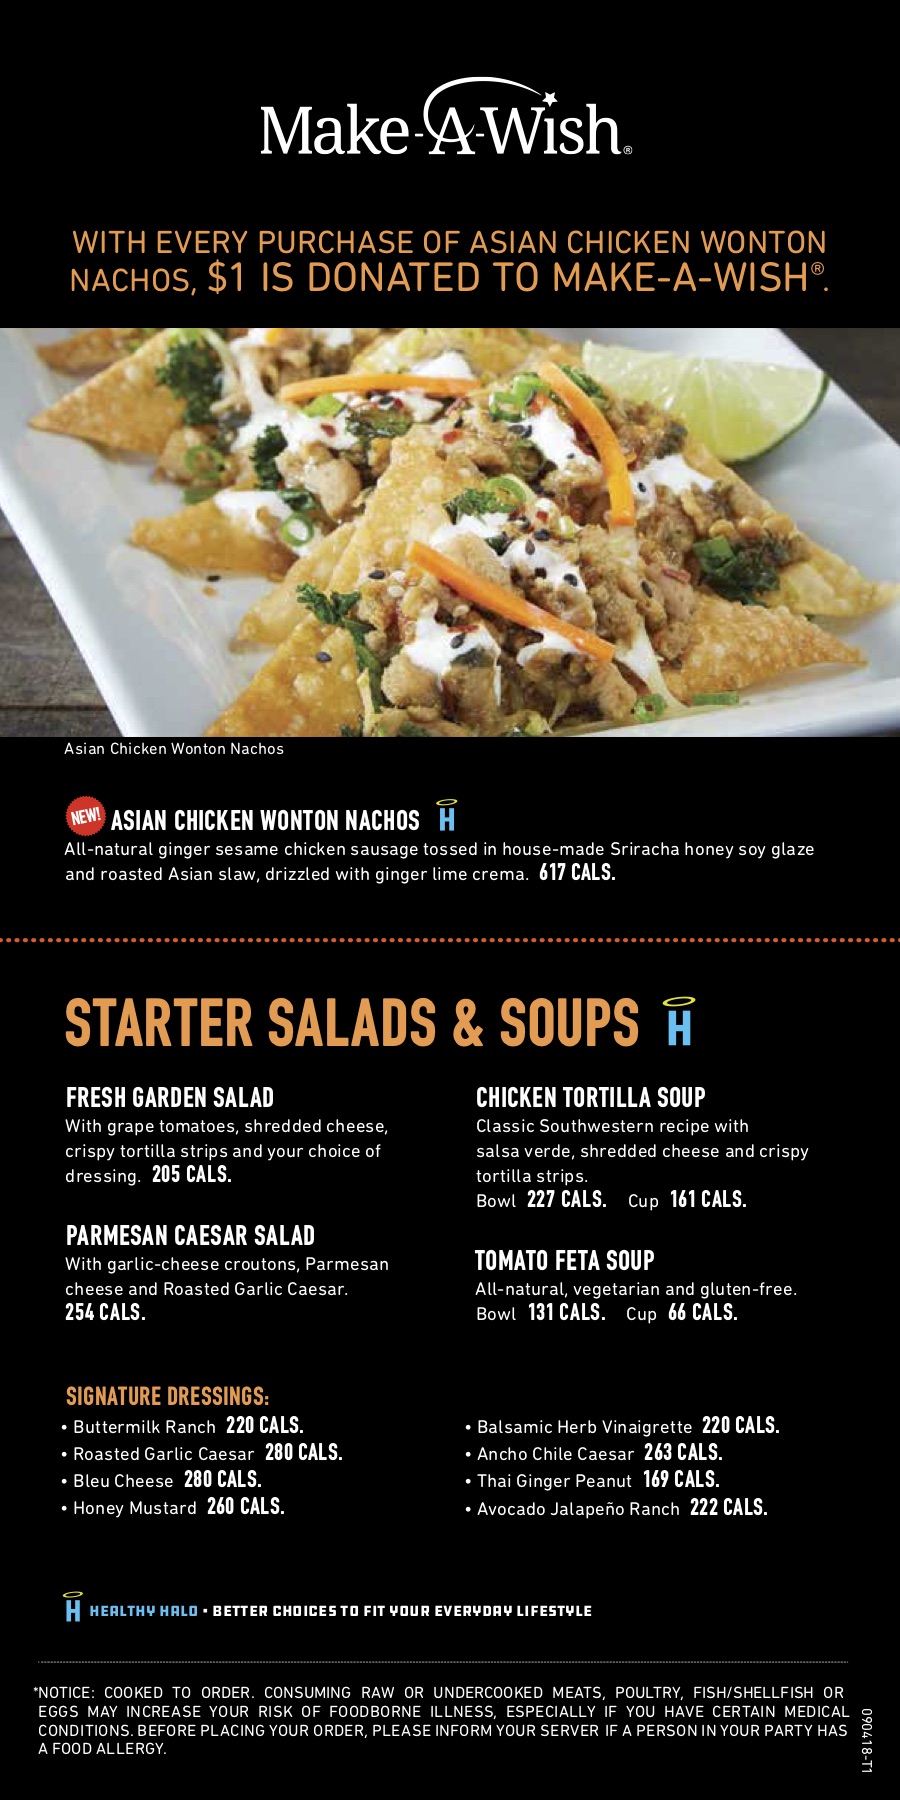 Make-A-Wish®
WITH EVERY PURCHASE OF ASIAN CHICKEN WONTON
NACHOS, $1 IS DONATED TO MAKE-A-WISH®.
Asian Chicken Wonton Nachos
NEW! ASIAN CHICKEN WONTON NACHOS H
All-natural ginger sesame chicken sausage tossed in house-made Sriracha honey soy glaze
and roasted Asian slaw, drizzled with ginger lime crema. 617 CALS.
STARTER SALADS & SOUPS H
FRESH GARDEN SALAD
With grape tomatoes, shredded cheese,
crispy tortilla strips and your choice of
dressing. 205 CALS.
PARMESAN CAESAR SALAD
With garlic-cheese croutons, Parmesan
cheese and Roasted Garlic Caesar.
254 CALS.
CHICKEN TORTILLA SOUP
Classic Southwestern recipe with
salsa verde, shredded cheese and crispy
tortilla strips.
Bowl 227 CALS. Cup 161 CALS.
TOMATO FETA SOUP
All-natural, vegetarian and gluten-free.
Bowl 131 CALS. Cup 66 CALS.
SIGNATURE DRESSINGS:
• Buttermilk Ranch 220 CALS.
• Roasted Garlic Caesar 280 CALS.
• Bleu Cheese 280 CALS.
• Honey Mustard 260 CALS.
• Balsamic Herb Vinaigrette 220 CALS.
• Ancho Chile Caesar 263 CALS.
• Thai Ginger Peanut 169 CALS.
• Avocado Jalapeño Ranch 222 CALS.
H HEALTHY HALO • BETTER CHOICES TO FIT YOUR EVERYDAY LIFESTYLE
*NOTICE: COOKED TO ORDER. CONSUMING RAW OR UNDERCOOKED MEATS, POULTRY, FISH/SHELLFISH OR
EGGS MAY INCREASE YOUR RISK OF FOODBORNE ILLNESS, ESPECIALLY IF YOU HAVE CERTAIN MEDICAL
CONDITIONS. BEFORE PLACING YOUR ORDER, PLEASE INFORM YOUR SERVER IF A PERSON IN YOUR PARTY HAS
A FOOD ALLERGY.
090418-T1